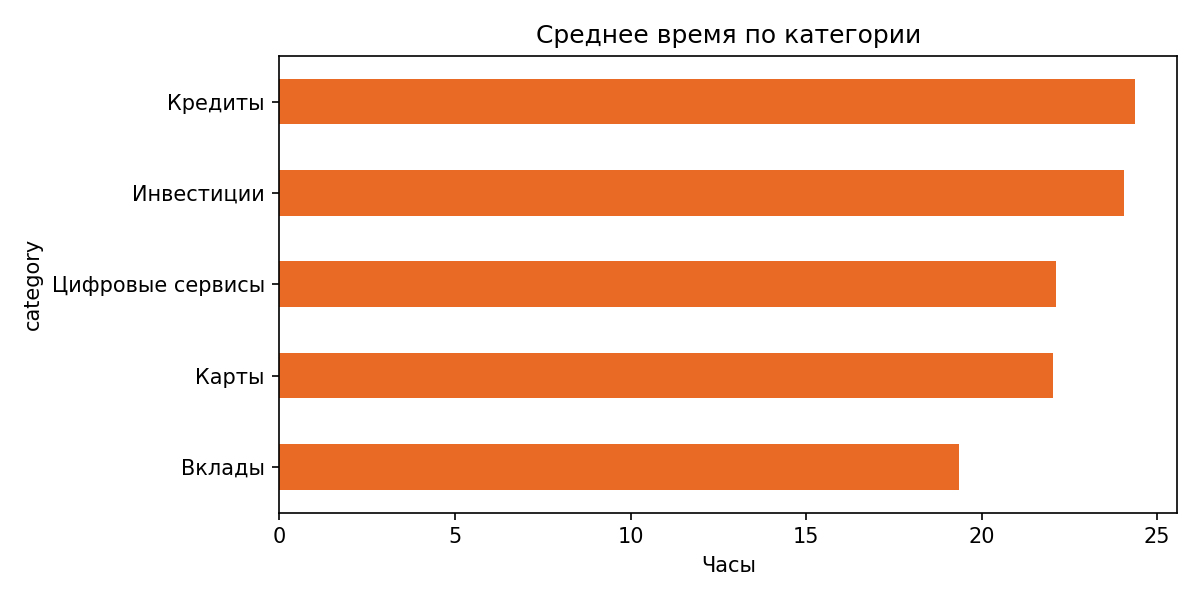 Среднее время по категории
category
Кредиты
Инвестиции
Цифровые сервисы
Карты
Вклады
0 5 10 15 20 25
Часы